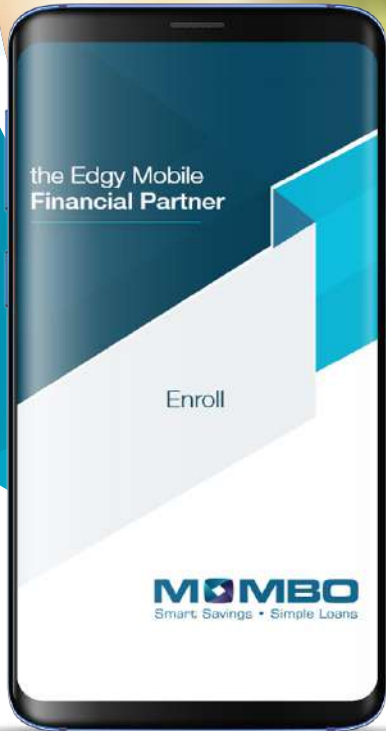 the Edgy Mobile
Financial Partner
Enroll
MOMBO
Smart Savings • Simple Loans